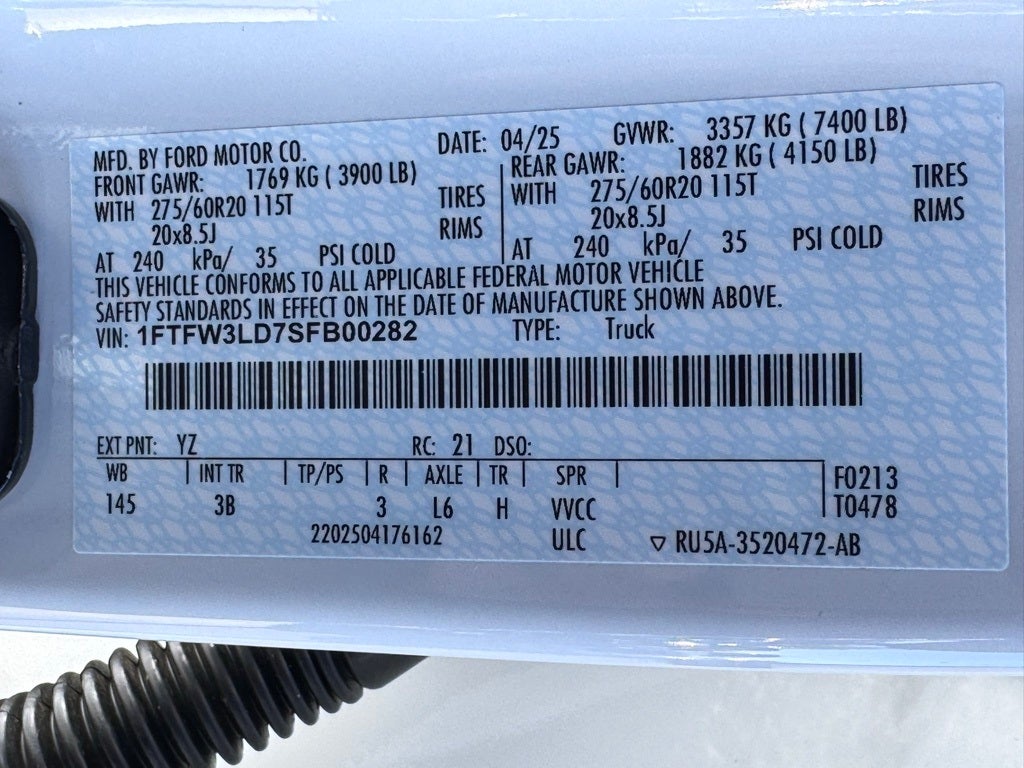 MFD. BY FORD MOTOR CO. DATE: 04/25 GVWR: 3357 KG ( 7400 LB)
FRONT GAWR: 1769 KG ( 3900 LB) REAR GAWR: 1882 KG ( 4150 LB)
WITH 275/60R20 115T TIRES WITH 275/60R20 115T TIRES
20x8.5J RIMS 20x8.5J RIMS
AT 240 kPa/ 35 PSI COLD AT 240 kPa/ 35 PSI COLD
THIS VEHICLE CONFORMS TO ALL APPLICABLE FEDERAL MOTOR VEHICLE
SAFETY STANDARDS IN EFFECT ON THE DATE OF MANUFACTURE SHOWN ABOVE.
VIN: 1FTFW3LD7SFB00282 TYPE: Truck
EXT PNT: YZ RC: 21 DSO:
WB INT TR TP/PS R AXLE TR SPR F0213
145 3B 3 L6 H VVCC T0478
2202504176162 ULC ▽ RU5A-3520472-AB